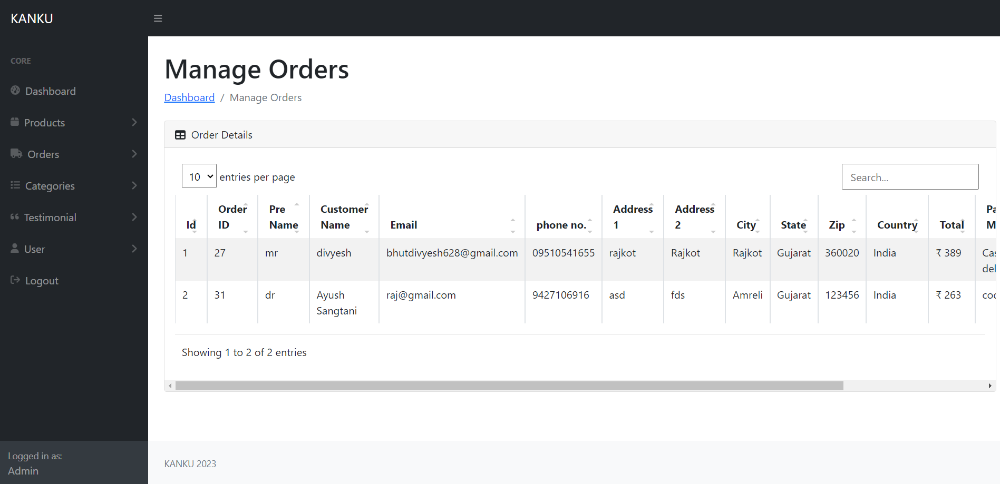 KANKU
CORE
Dashboard
Products
Orders
Categories
Testimonial
User
Logout
Logged in as:
Admin
Manage Orders
Dashboard / Manage Orders
Order Details
10 entries per page
Search...
Id Order ID Pre Name Customer Name Email phone no. Address 1 Address 2 City State Zip Country Total
1 27 mr divyesh bhutdivyesh628@gmail.com 09510541655 rajkot Rajkot Rajkot Gujarat 360020 India ₹ 389
2 31 dr Ayush Sangtani raj@gmail.com 9427106916 asd fds Amreli Gujarat 123456 India ₹ 263
Showing 1 to 2 of 2 entries
KANKU 2023